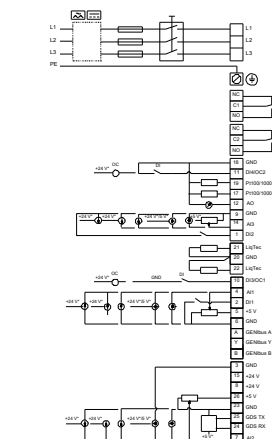 L1 L1
L2 L2
L3 L3
PE
NC
C1
NO
NC
C2
NO
18 GND
+24 V* OC DI 11 DI4/OC2
19 Pt100/1000
17 Pt100/1000
12 AO
9 GND
+24 V* +24 V* +24 V*/5 V* +5 V* 14 AI3
1 DI2
21 LiqTec
20 GND
22 LiqTec
+24 V* OC GND DI 10 DI3/OC1
4 AI1
+24 V* +24 V* +24 V*/5 V* 2 DI1
5 +5 V
6 GND
A GENIbus A
Y GENIbus Y
B GENIbus B
3 GND
15 +24 V
8 +24 V
26 +5 V
23 GND
+24 V* +24 V* +24 V*/5 V* 25 GDS TX
24 GDS RX
+5 V* 7 AI2